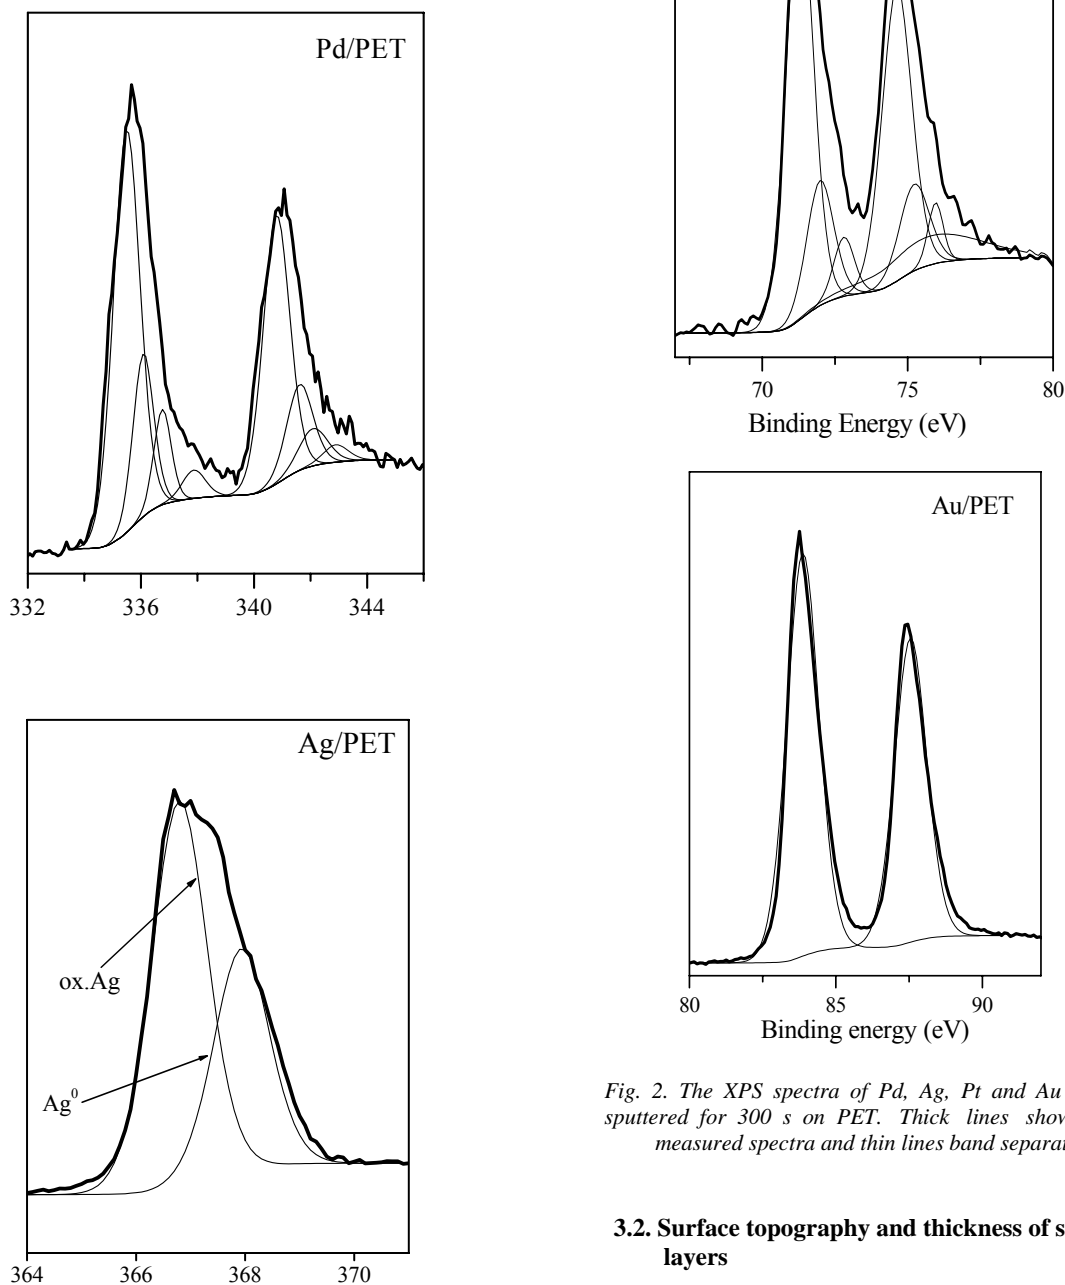 Pd/PET
332 336 340 344
Ag/PET
ox.Ag
Ag⁰
364 366 368 370
70 75 80
Binding Energy (eV)
Au/PET
80 85 90
Binding energy (eV)
Fig. 2. The XPS spectra of Pd, Ag, Pt and Au
sputtered for 300 s on PET. Thick lines show
measured spectra and thin lines band separat
3.2. Surface topography and thickness of s
layers